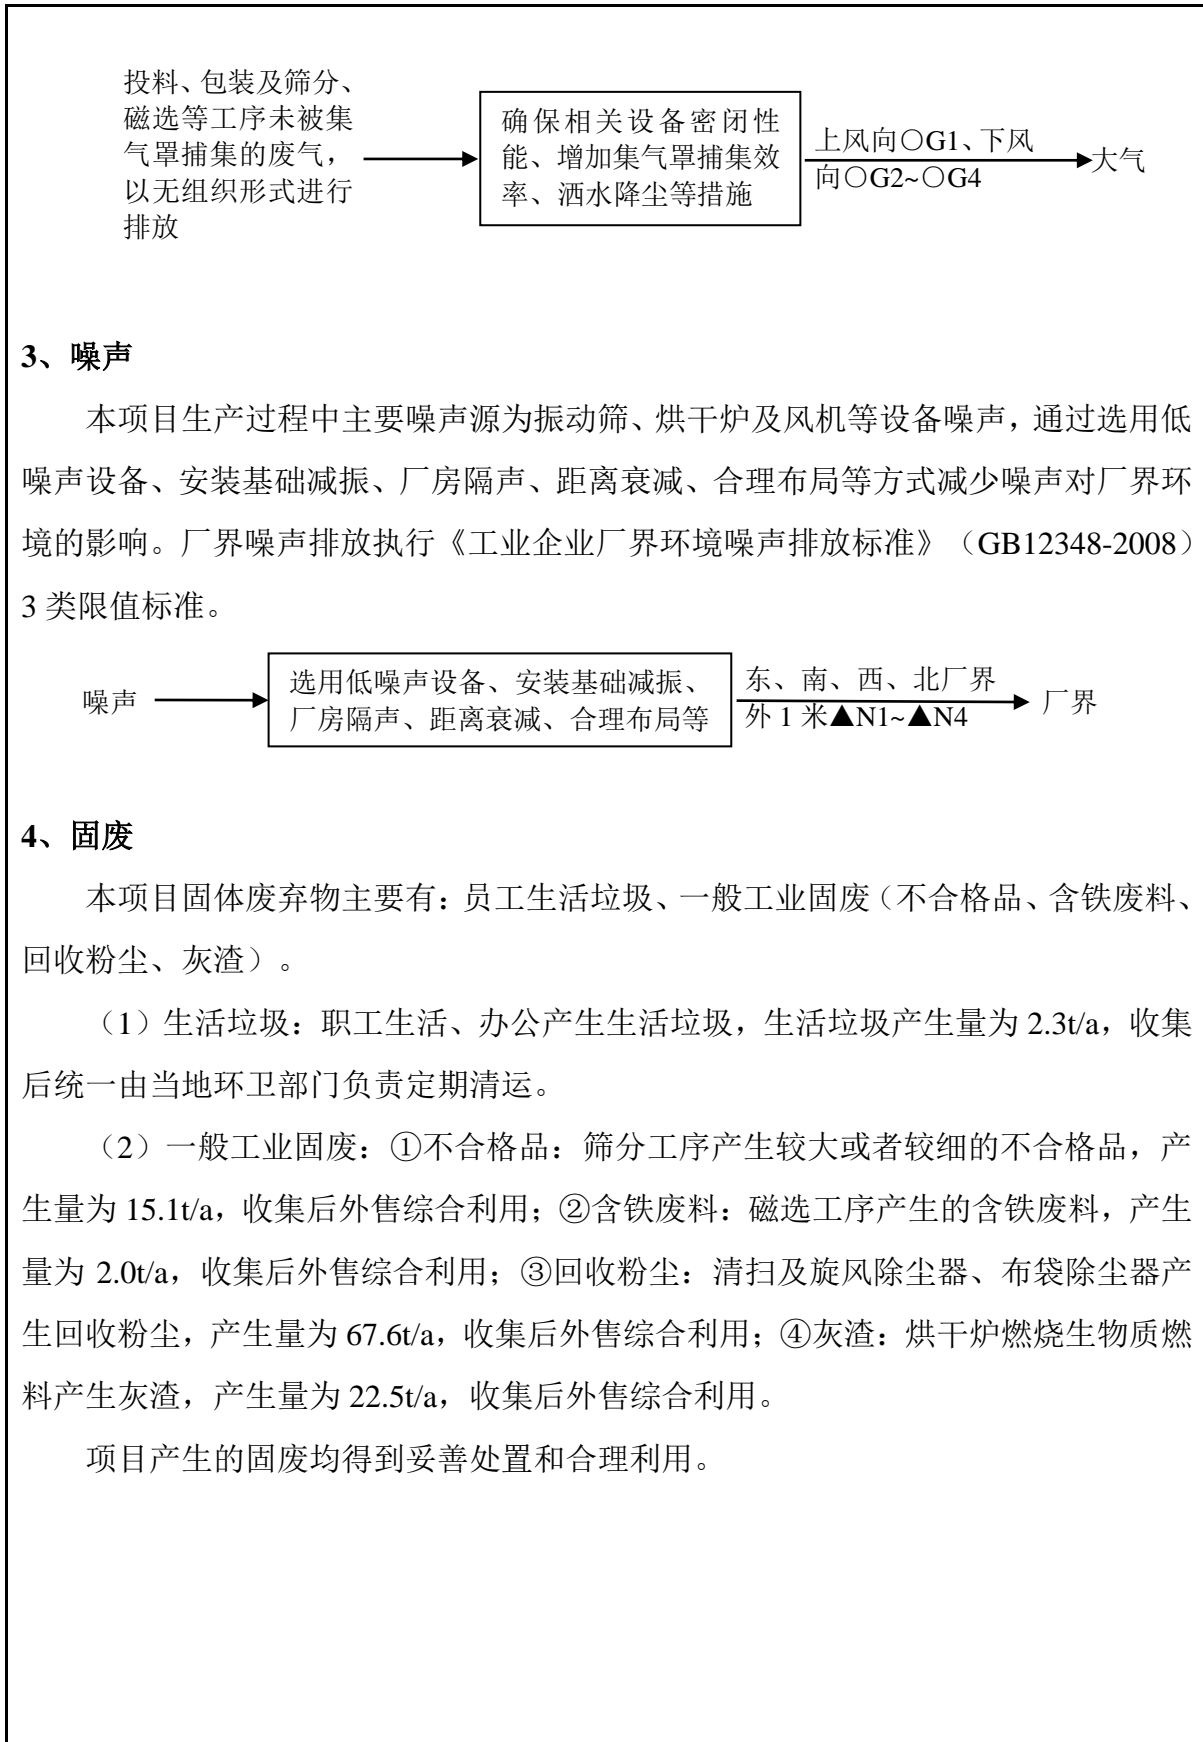 投料、包装及筛分、
磁选等工序未被集
气罩捕集的废气，
以无组织形式进行
排放
确保相关设备密闭性
能、增加集气罩捕集效
率、洒水降尘等措施
上风向○G1、下风
向○G2~○G4
大气
3、噪声
本项目生产过程中主要噪声源为振动筛、烘干炉及风机等设备噪声，通过选用低
噪声设备、安装基础减振、厂房隔声、距离衰减、合理布局等方式减少噪声对厂界环
境的影响。厂界噪声排放执行《工业企业厂界环境噪声排放标准》（GB12348-2008）
3 类限值标准。
噪声
选用低噪声设备、安装基础减振、
厂房隔声、距离衰减、合理布局等
东、南、西、北厂界
外 1 米▲N1~▲N4
厂界
4、固废
本项目固体废弃物主要有：员工生活垃圾、一般工业固废（不合格品、含铁废料、
回收粉尘、灰渣）。
（1）生活垃圾：职工生活、办公产生生活垃圾，生活垃圾产生量为 2.3t/a，收集
后统一由当地环卫部门负责定期清运。
（2）一般工业固废：①不合格品：筛分工序产生较大或者较细的不合格品，产
生量为 15.1t/a，收集后外售综合利用；②含铁废料：磁选工序产生的含铁废料，产生
量为 2.0t/a，收集后外售综合利用；③回收粉尘：清扫及旋风除尘器、布袋除尘器产
生回收粉尘，产生量为 67.6t/a，收集后外售综合利用；④灰渣：烘干炉燃烧生物质燃
料产生灰渣，产生量为 22.5t/a，收集后外售综合利用。
项目产生的固废均得到妥善处置和合理利用。